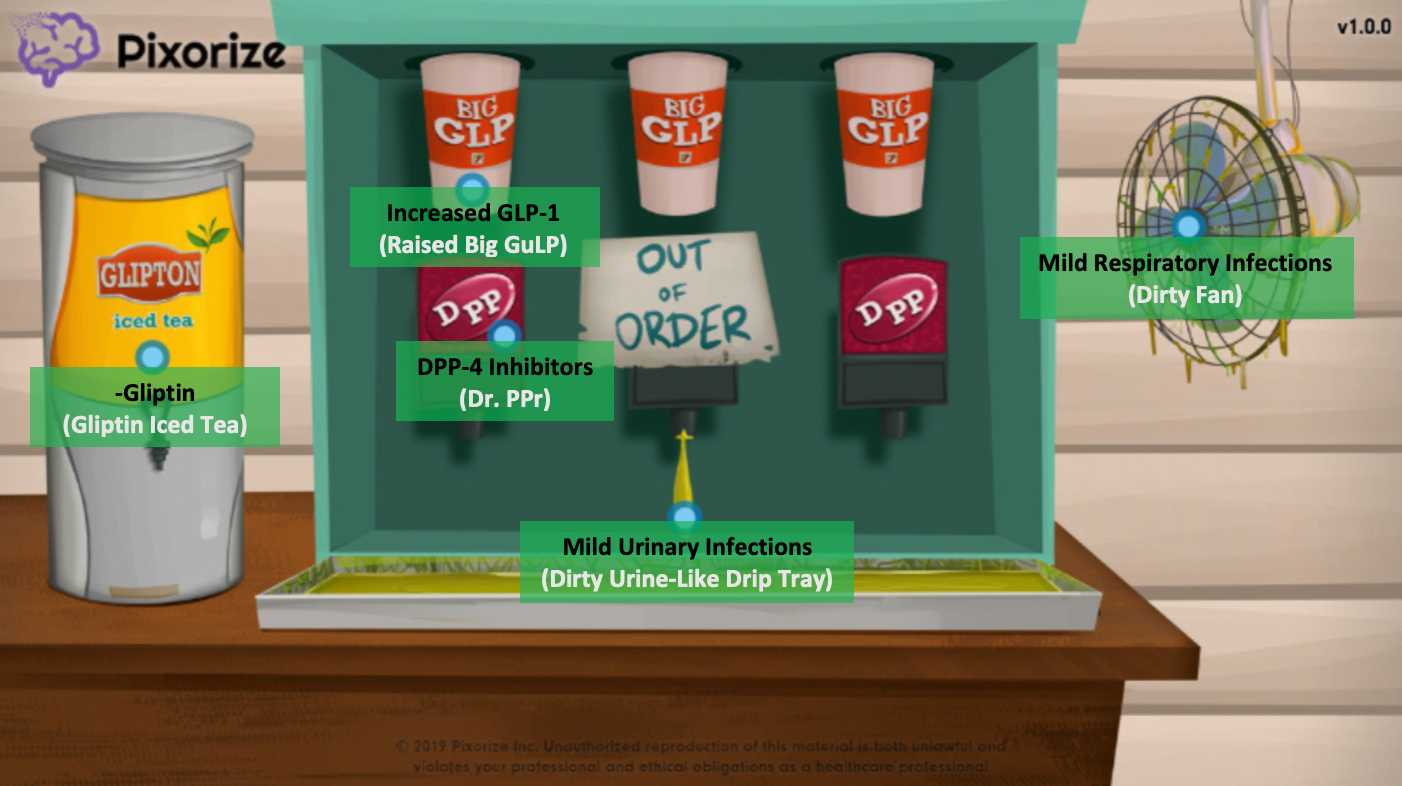 Pixorize
v1.0.0
BIG
GLP
BIG
GLP
BIG
GLP
Increased GLP-1
(Raised Big GuLP)
OUT
OF
ORDER
GLIPTON
iced tea
DPP
DPP
Mild Respiratory Infections
(Dirty Fan)
DPP-4 Inhibitors
(Dr. PPr)
-Gliptin
(Gliptin Iced Tea)
Mild Urinary Infections
(Dirty Urine-Like Drip Tray)
© 2019 Pixorize Inc. Unauthorized reproduction of this material is both unlawful and
violates your professional and ethical obligations as a healthcare professional